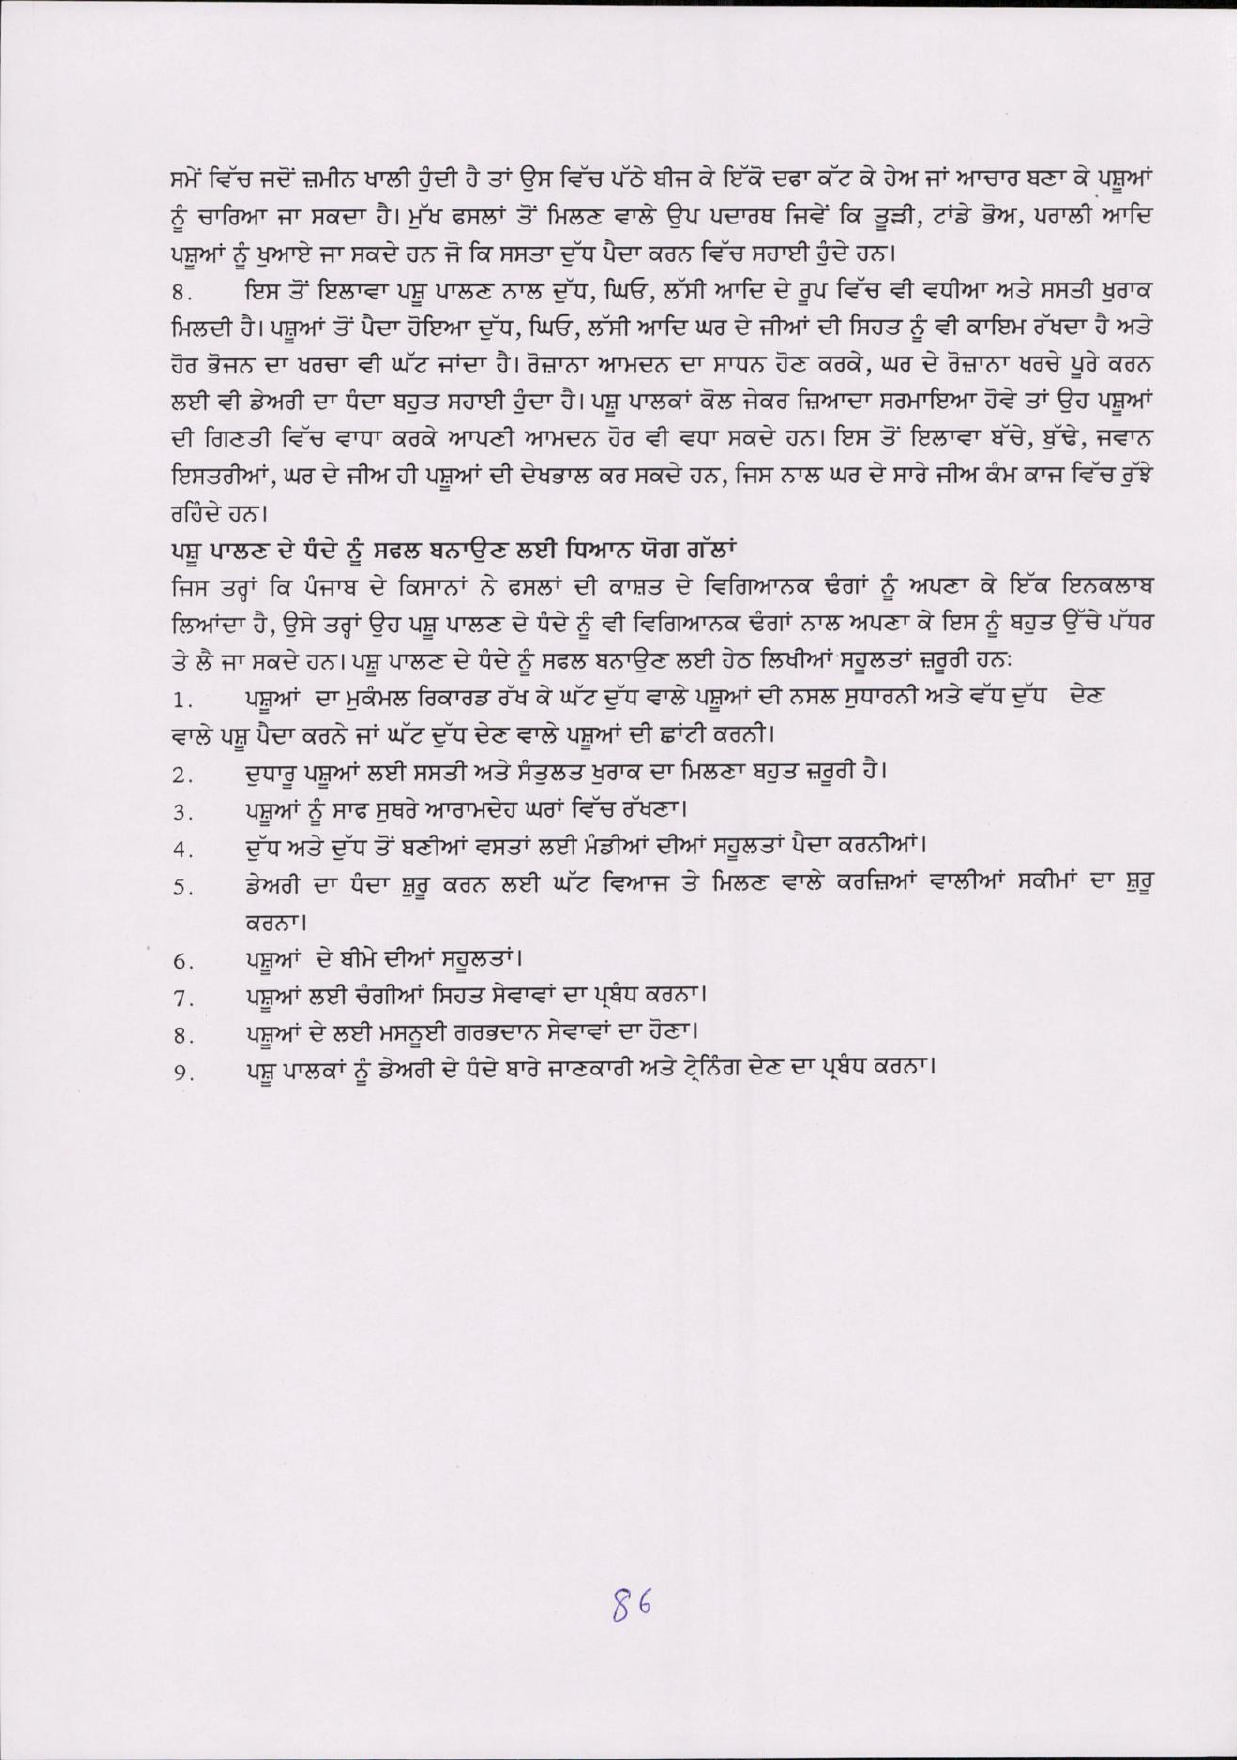 ਸਮੇਂ ਵਿੱਚ ਜਦੋਂ ਜ਼ਮੀਨ ਖਾਲੀ ਹੁੰਦੀ ਹੈ ਤਾਂ ਉਸ ਵਿੱਚ ਪੱਠੇ ਬੀਜ ਕੇ ਇੱਕੋ ਦਫਾ ਕੱਟ ਕੇ ਹੇਅ ਜਾਂ ਆਚਾਰ ਬਣਾ ਕੇ ਪਸ਼ੂਆਂ
ਨੂੰ ਚਾਰਿਆ ਜਾ ਸਕਦਾ ਹੈ। ਮੁੱਖ ਫਸਲਾਂ ਤੋਂ ਮਿਲਣ ਵਾਲੇ ਉਪ ਪਦਾਰਥ ਜਿਵੇਂ ਕਿ ਤੂੜੀ, ਟਾਂਡੇ ਭੋਅ, ਪਰਾਲੀ ਆਦਿ
ਪਸ਼ੂਆਂ ਨੂੰ ਖੁਆਏ ਜਾ ਸਕਦੇ ਹਨ ਜੋ ਕਿ ਸਸਤਾ ਦੁੱਧ ਪੈਦਾ ਕਰਨ ਵਿੱਚ ਸਹਾਈ ਹੁੰਦੇ ਹਨ।
8. ਇਸ ਤੋਂ ਇਲਾਵਾ ਪਸ਼ੂ ਪਾਲਣ ਨਾਲ ਦੁੱਧ, ਘਿਓ, ਲੱਸੀ ਆਦਿ ਦੇ ਰੂਪ ਵਿੱਚ ਵੀ ਵਧੀਆ ਅਤੇ ਸਸਤੀ ਖੁਰਾਕ
ਮਿਲਦੀ ਹੈ। ਪਸ਼ੂਆਂ ਤੋਂ ਪੈਦਾ ਹੋਇਆ ਦੁੱਧ, ਘਿਓ, ਲੱਸੀ ਆਦਿ ਘਰ ਦੇ ਜੀਆਂ ਦੀ ਸਿਹਤ ਨੂੰ ਵੀ ਕਾਇਮ ਰੱਖਦਾ ਹੈ ਅਤੇ
ਹੋਰ ਭੋਜਨ ਦਾ ਖਰਚਾ ਵੀ ਘੱਟ ਜਾਂਦਾ ਹੈ। ਰੋਜ਼ਾਨਾ ਆਮਦਨ ਦਾ ਸਾਧਨ ਹੋਣ ਕਰਕੇ, ਘਰ ਦੇ ਰੋਜ਼ਾਨਾ ਖਰਚੇ ਪੂਰੇ ਕਰਨ
ਲਈ ਵੀ ਡੇਅਰੀ ਦਾ ਧੰਦਾ ਬਹੁਤ ਸਹਾਈ ਹੁੰਦਾ ਹੈ। ਪਸ਼ੂ ਪਾਲਕਾਂ ਕੋਲ ਜੇਕਰ ਜ਼ਿਆਦਾ ਸਰਮਾਇਆ ਹੋਵੇ ਤਾਂ ਉਹ ਪਸ਼ੂਆਂ
ਦੀ ਗਿਣਤੀ ਵਿੱਚ ਵਾਧਾ ਕਰਕੇ ਆਪਣੀ ਆਮਦਨ ਹੋਰ ਵੀ ਵਧਾ ਸਕਦੇ ਹਨ। ਇਸ ਤੋਂ ਇਲਾਵਾ ਬੱਚੇ, ਬੁੱਢੇ, ਜਵਾਨ
ਇਸਤਰੀਆਂ, ਘਰ ਦੇ ਜੀਅ ਹੀ ਪਸ਼ੂਆਂ ਦੀ ਦੇਖਭਾਲ ਕਰ ਸਕਦੇ ਹਨ, ਜਿਸ ਨਾਲ ਘਰ ਦੇ ਸਾਰੇ ਜੀਅ ਕੰਮ ਕਾਜ ਵਿੱਚ ਰੁੱਝੇ
ਰਹਿੰਦੇ ਹਨ।
ਪਸ਼ੂ ਪਾਲਣ ਦੇ ਧੰਦੇ ਨੂੰ ਸਫਲ ਬਨਾਉਣ ਲਈ ਧਿਆਨ ਯੋਗ ਗੱਲਾਂ
ਜਿਸ ਤਰ੍ਹਾਂ ਕਿ ਪੰਜਾਬ ਦੇ ਕਿਸਾਨਾਂ ਨੇ ਫਸਲਾਂ ਦੀ ਕਾਸ਼ਤ ਦੇ ਵਿਗਿਆਨਕ ਢੰਗਾਂ ਨੂੰ ਅਪਣਾ ਕੇ ਇੱਕ ਇਨਕਲਾਬ
ਲਿਆਂਦਾ ਹੈ, ਉਸੇ ਤਰ੍ਹਾਂ ਉਹ ਪਸ਼ੂ ਪਾਲਣ ਦੇ ਧੰਦੇ ਨੂੰ ਵੀ ਵਿਗਿਆਨਕ ਢੰਗਾਂ ਨਾਲ ਅਪਣਾ ਕੇ ਇਸ ਨੂੰ ਬਹੁਤ ਉੱਚੇ ਪੱਧਰ
ਤੇ ਲੈ ਜਾ ਸਕਦੇ ਹਨ। ਪਸ਼ੂ ਪਾਲਣ ਦੇ ਧੰਦੇ ਨੂੰ ਸਫਲ ਬਨਾਉਣ ਲਈ ਹੇਠ ਲਿਖੀਆਂ ਸਹੂਲਤਾਂ ਜ਼ਰੂਰੀ ਹਨ:
1. ਪਸ਼ੂਆਂ ਦਾ ਮੁਕੰਮਲ ਰਿਕਾਰਡ ਰੱਖ ਕੇ ਘੱਟ ਦੁੱਧ ਵਾਲੇ ਪਸ਼ੂਆਂ ਦੀ ਨਸਲ ਸੁਧਾਰਨੀ ਅਤੇ ਵੱਧ ਦੁੱਧ ਦੇਣ
ਵਾਲੇ ਪਸ਼ੂ ਪੈਦਾ ਕਰਨੇ ਜਾਂ ਘੱਟ ਦੁੱਧ ਦੇਣ ਵਾਲੇ ਪਸ਼ੂਆਂ ਦੀ ਛਾਂਟੀ ਕਰਨੀ।
2. ਦੁਧਾਰੂ ਪਸ਼ੂਆਂ ਲਈ ਸਸਤੀ ਅਤੇ ਸੰਤੁਲਤ ਖੁਰਾਕ ਦਾ ਮਿਲਣਾ ਬਹੁਤ ਜ਼ਰੂਰੀ ਹੈ।
3. ਪਸ਼ੂਆਂ ਨੂੰ ਸਾਫ ਸੁਥਰੇ ਆਰਾਮਦੇਹ ਘਰਾਂ ਵਿੱਚ ਰੱਖਣਾ।
4. ਦੁੱਧ ਅਤੇ ਦੁੱਧ ਤੋਂ ਬਣੀਆਂ ਵਸਤਾਂ ਲਈ ਮੰਡੀਆਂ ਦੀਆਂ ਸਹੂਲਤਾਂ ਪੈਦਾ ਕਰਨੀਆਂ।
5. ਡੇਅਰੀ ਦਾ ਧੰਦਾ ਸ਼ੁਰੂ ਕਰਨ ਲਈ ਘੱਟ ਵਿਆਜ ਤੇ ਮਿਲਣ ਵਾਲੇ ਕਰਜ਼ਿਆਂ ਵਾਲੀਆਂ ਸਕੀਮਾਂ ਦਾ ਸ਼ੁਰੂ
ਕਰਨਾ।
6. ਪਸ਼ੂਆਂ ਦੇ ਬੀਮੇ ਦੀਆਂ ਸਹੂਲਤਾਂ।
7. ਪਸ਼ੂਆਂ ਲਈ ਚੰਗੀਆਂ ਸਿਹਤ ਸੇਵਾਵਾਂ ਦਾ ਪ੍ਰਬੰਧ ਕਰਨਾ।
8. ਪਸ਼ੂਆਂ ਦੇ ਲਈ ਮਸਨੂਈ ਗਰਭਦਾਨ ਸੇਵਾਵਾਂ ਦਾ ਹੋਣਾ।
9. ਪਸ਼ੂ ਪਾਲਕਾਂ ਨੂੰ ਡੇਅਰੀ ਦੇ ਧੰਦੇ ਬਾਰੇ ਜਾਣਕਾਰੀ ਅਤੇ ਟ੍ਰੇਨਿੰਗ ਦੇਣ ਦਾ ਪ੍ਰਬੰਧ ਕਰਨਾ।
86